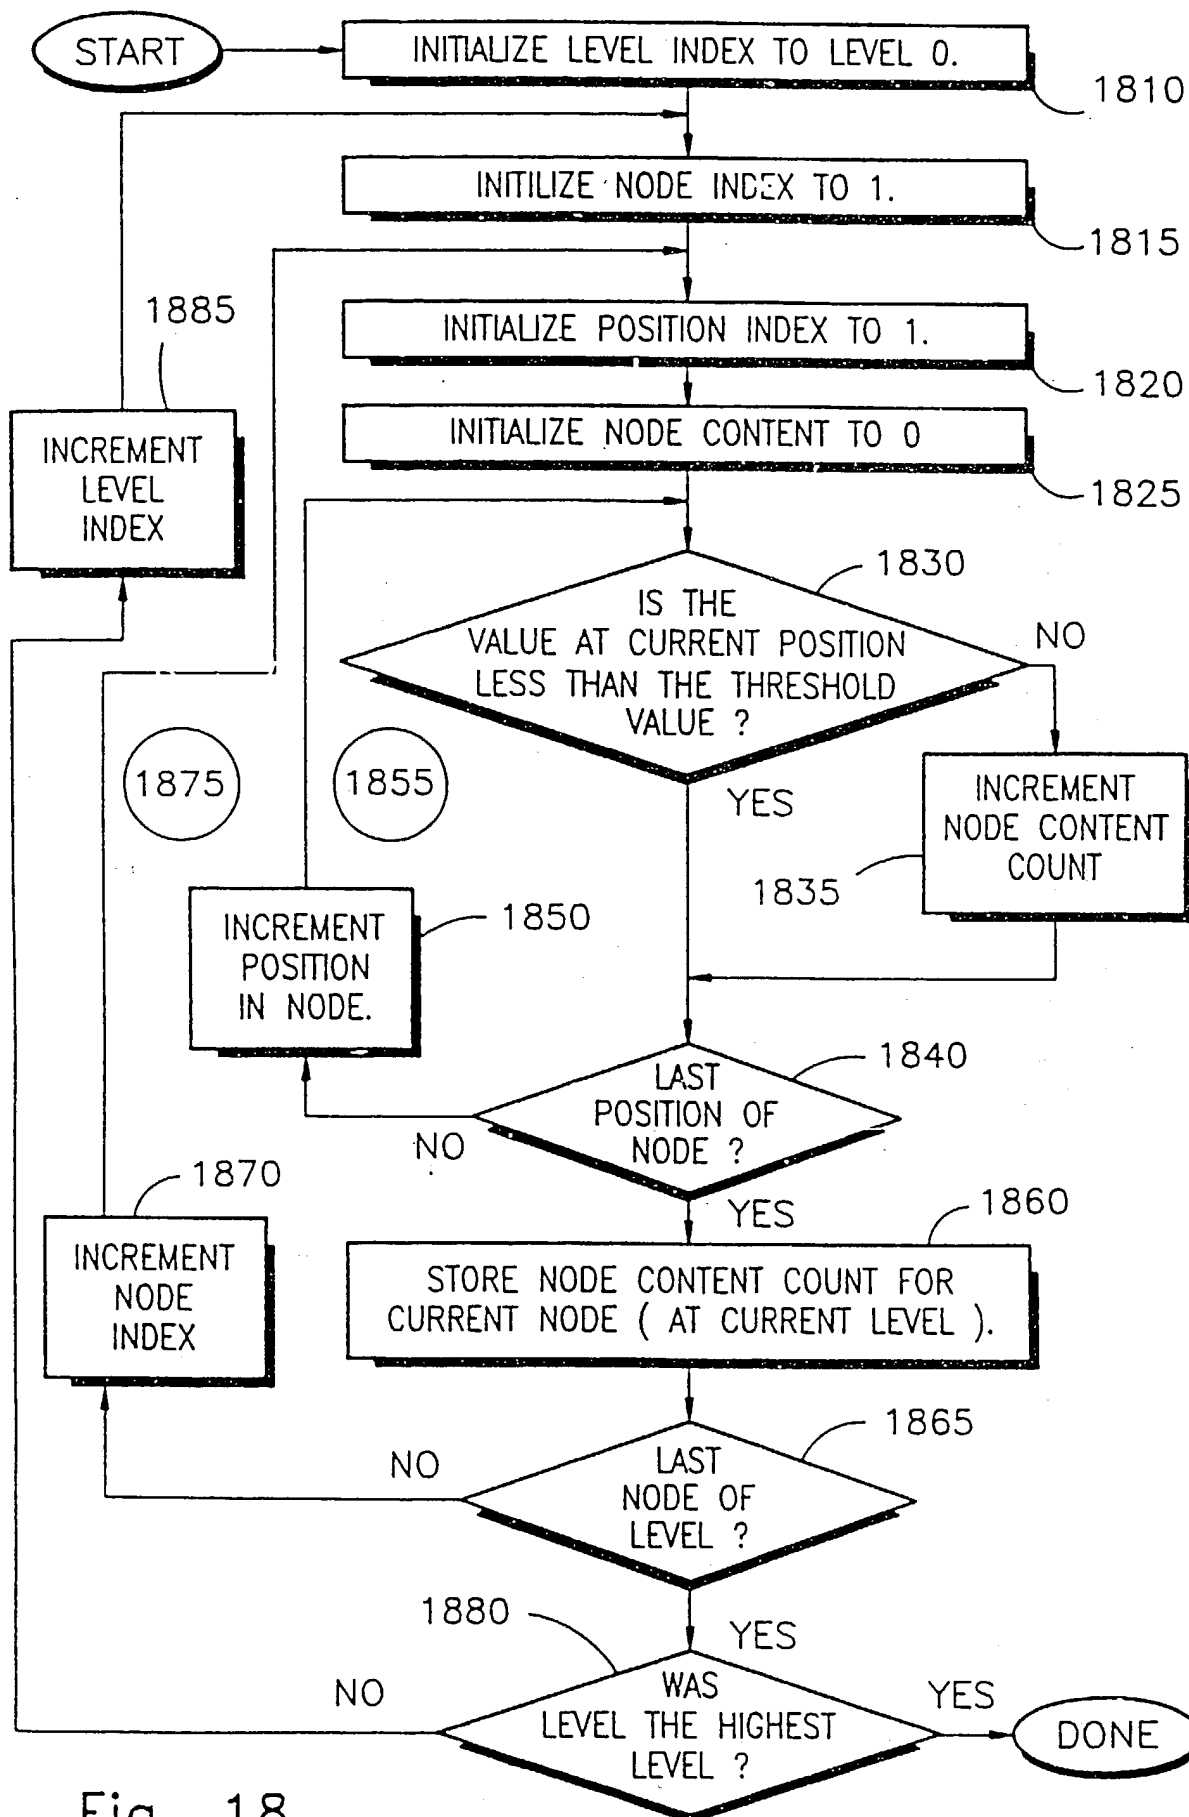 START
INITIALIZE LEVEL INDEX TO LEVEL 0.
1810
INITILIZE NODE INDEX TO 1.
1815
1885
INITIALIZE POSITION INDEX TO 1.
1820
INITIALIZE NODE CONTENT TO 0
1825
INCREMENT
LEVEL
INDEX
1830
IS THE
VALUE AT CURRENT POSITION
LESS THAN THE THRESHOLD
VALUE ?
NO
YES
1875
1855
INCREMENT
NODE CONTENT
COUNT
1835
INCREMENT
POSITION
IN NODE.
1850
1840
LAST
POSITION OF
NODE ?
NO
YES
1870
1860
INCREMENT
NODE
INDEX
STORE NODE CONTENT COUNT FOR
CURRENT NODE ( AT CURRENT LEVEL ).
1865
LAST
NODE OF
LEVEL ?
NO
YES
1880
WAS
LEVEL THE HIGHEST
LEVEL ?
NO
YES
DONE
Fig. 18